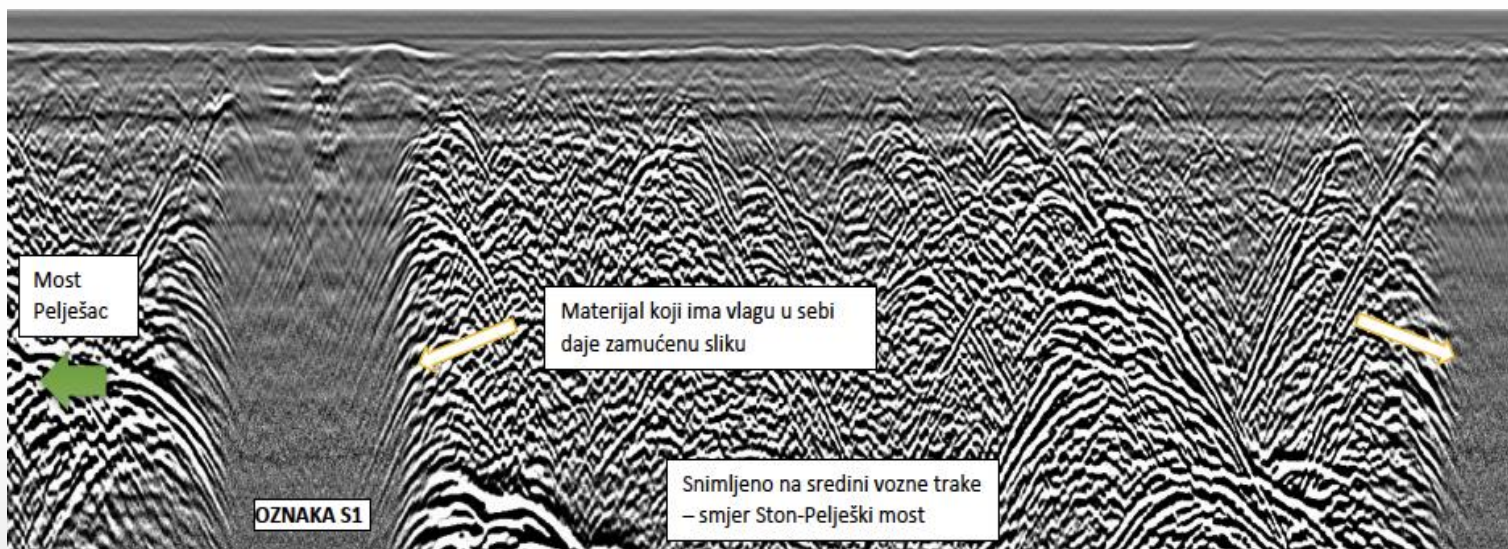 Most
Pelješac
Materijal koji ima vlagu u sebi
daje zamućenu sliku
Snimljeno na sredini vozne trake
– smjer Ston-Pelješki most
OZNAKA S1